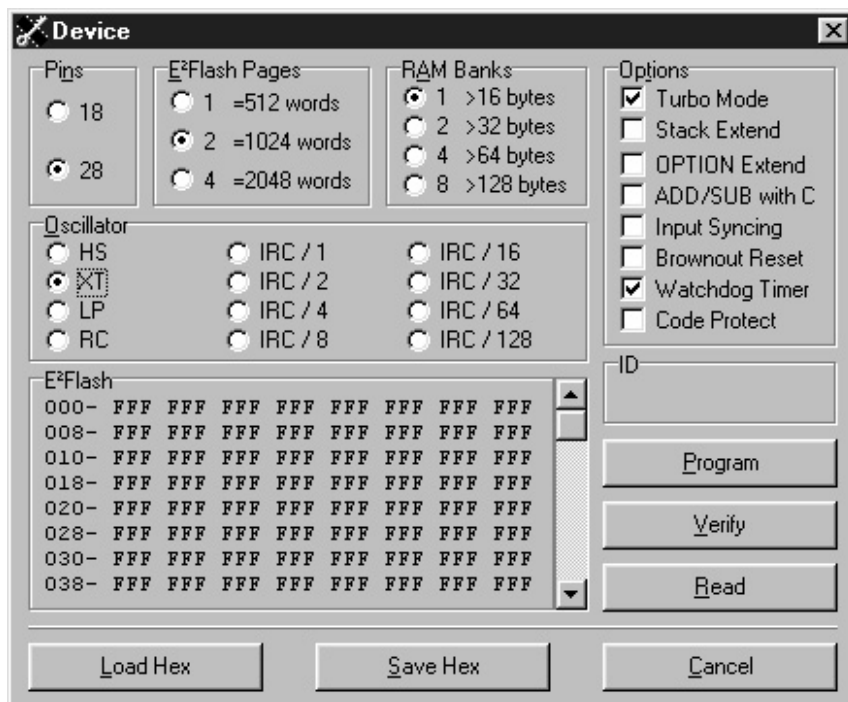 Device
Pins
18
28
E²Flash Pages
1 =512 words
2 =1024 words
4 =2048 words
RAM Banks
1 >16 bytes
2 >32 bytes
4 >64 bytes
8 >128 bytes
Options
Turbo Mode
Stack Extend
OPTION Extend
ADD/SUB with C
Input Syncing
Brownout Reset
Watchdog Timer
Code Protect
Oscillator
HS
XT
LP
RC
IRC / 1
IRC / 2
IRC / 4
IRC / 8
IRC / 16
IRC / 32
IRC / 64
IRC / 128
E²Flash
000- FFF FFF FFF FFF FFF FFF FFF FFF
008- FFF FFF FFF FFF FFF FFF FFF FFF
010- FFF FFF FFF FFF FFF FFF FFF FFF
018- FFF FFF FFF FFF FFF FFF FFF FFF
020- FFF FFF FFF FFF FFF FFF FFF FFF
028- FFF FFF FFF FFF FFF FFF FFF FFF
030- FFF FFF FFF FFF FFF FFF FFF FFF
038- FFF FFF FFF FFF FFF FFF FFF FFF
ID
Program
Verify
Read
Load Hex
Save Hex
Cancel